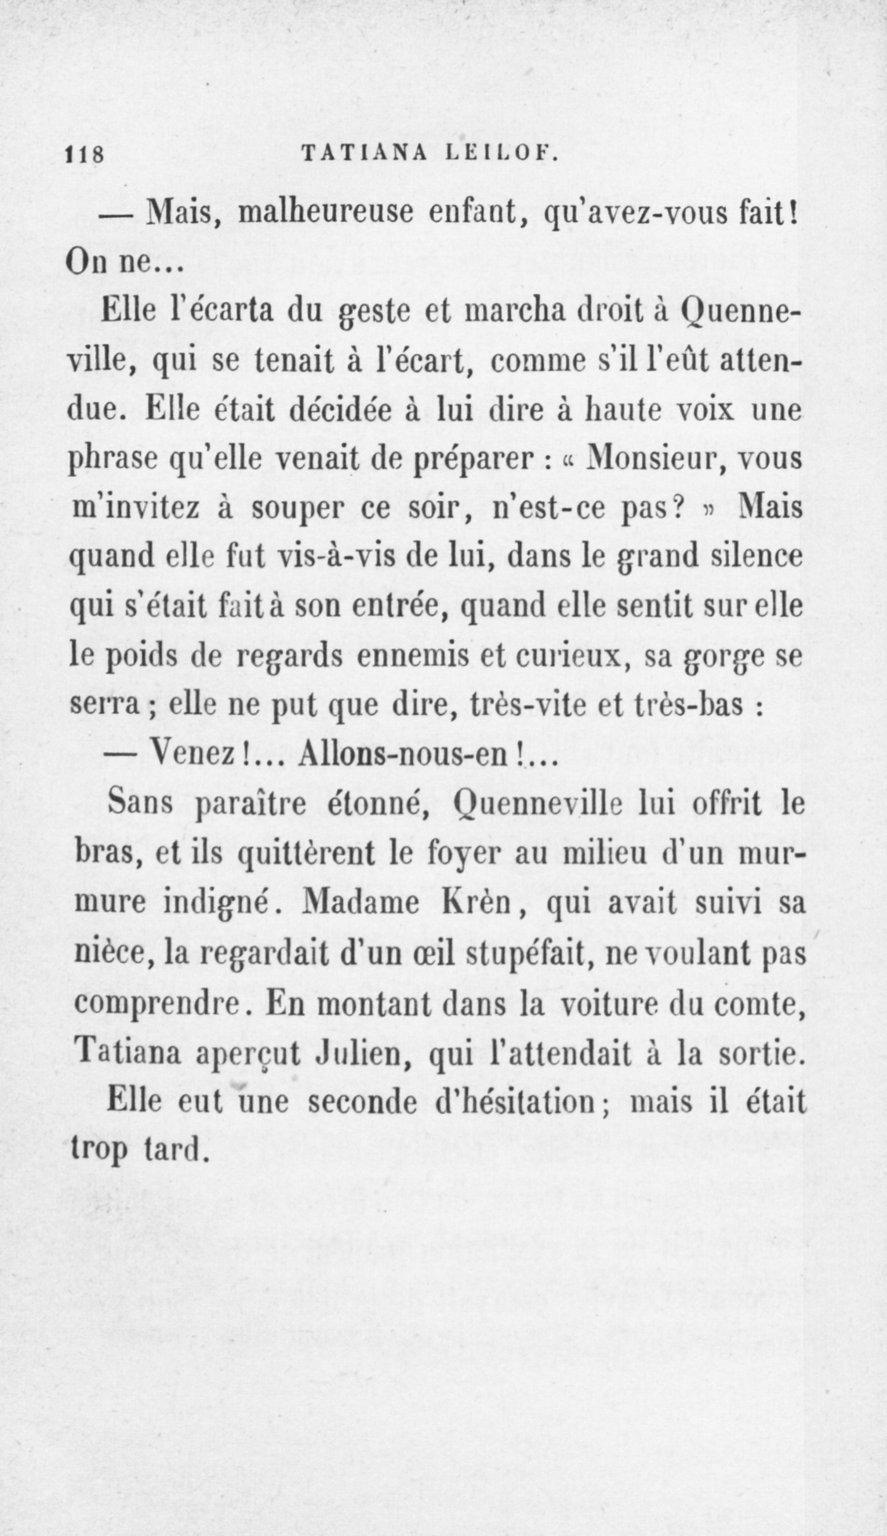 118 TATIANA LEILOF.
— Mais, malheureuse enfant, qu'avez-vous fait!
On ne...
Elle l'écarta du geste et marcha droit à Quenne-
ville, qui se tenait à l'écart, comme s'il l'eût atten-
due. Elle était décidée à lui dire à haute voix une
phrase qu'elle venait de préparer : « Monsieur, vous
m'invitez à souper ce soir, n'est-ce pas? » Mais
quand elle fut vis-à-vis de lui, dans le grand silence
qui s'était fait à son entrée, quand elle sentit sur elle
le poids de regards ennemis et curieux, sa gorge se
serra ; elle ne put que dire, très-vite et très-bas :
— Venez !... Allons-nous-en !...
Sans paraître étonné, Quenneville lui offrit le
bras, et ils quittèrent le foyer au milieu d'un mur-
mure indigné. Madame Krèn, qui avait suivi sa
nièce, la regardait d'un œil stupéfait, ne voulant pas
comprendre. En montant dans la voiture du comte,
Tatiana aperçut Julien, qui l'attendait à la sortie.
Elle eut une seconde d'hésitation ; mais il était
trop tard.